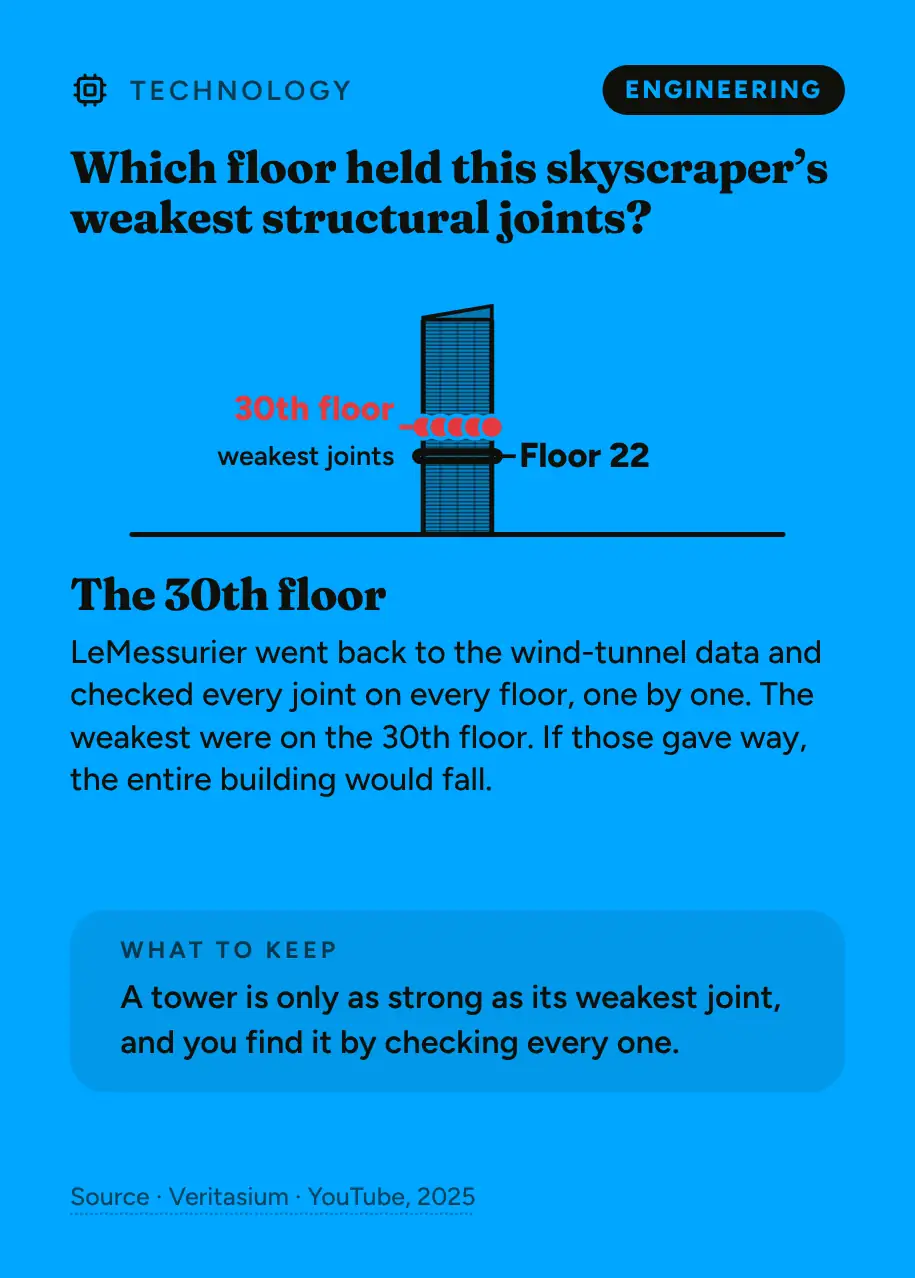 TECHNOLOGY
ENGINEERING
Which floor held this skyscraper’s
weakest structural joints?
30th floor
weakest joints
Floor 22
The 30th floor
LeMessurier went back to the wind-tunnel data and
checked every joint on every floor, one by one. The
weakest were on the 30th floor. If those gave way,
the entire building would fall.
WHAT TO KEEP
A tower is only as strong as its weakest joint,
and you find it by checking every one.
Source · Veritasium · YouTube, 2025